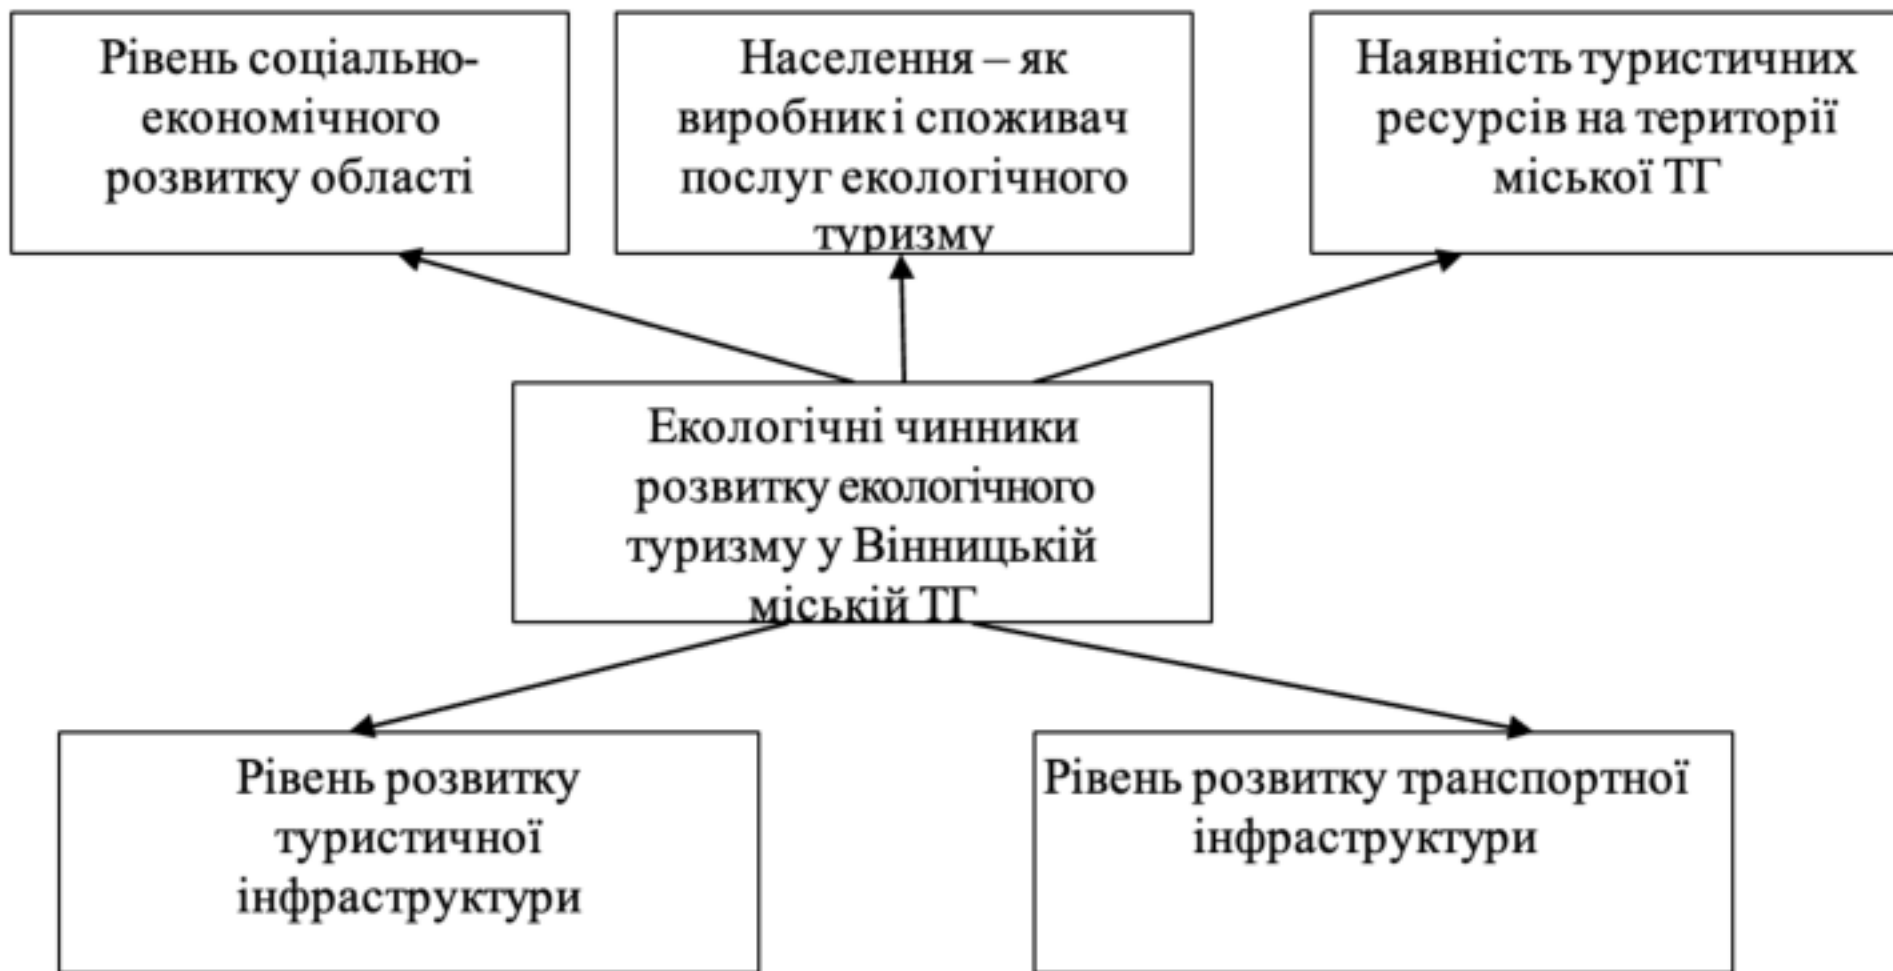 Рівень соціально-
економічного
розвитку області
Населення – як
виробник і споживач
послуг екологічного
туризму
Наявність туристичних
ресурсів на території
міської ТГ
Екологічні чинники
розвитку екологічного
туризму у Вінницькій
міській ТГ
Рівень розвитку
туристичної
інфраструктури
Рівень розвитку транспортної
інфраструктури